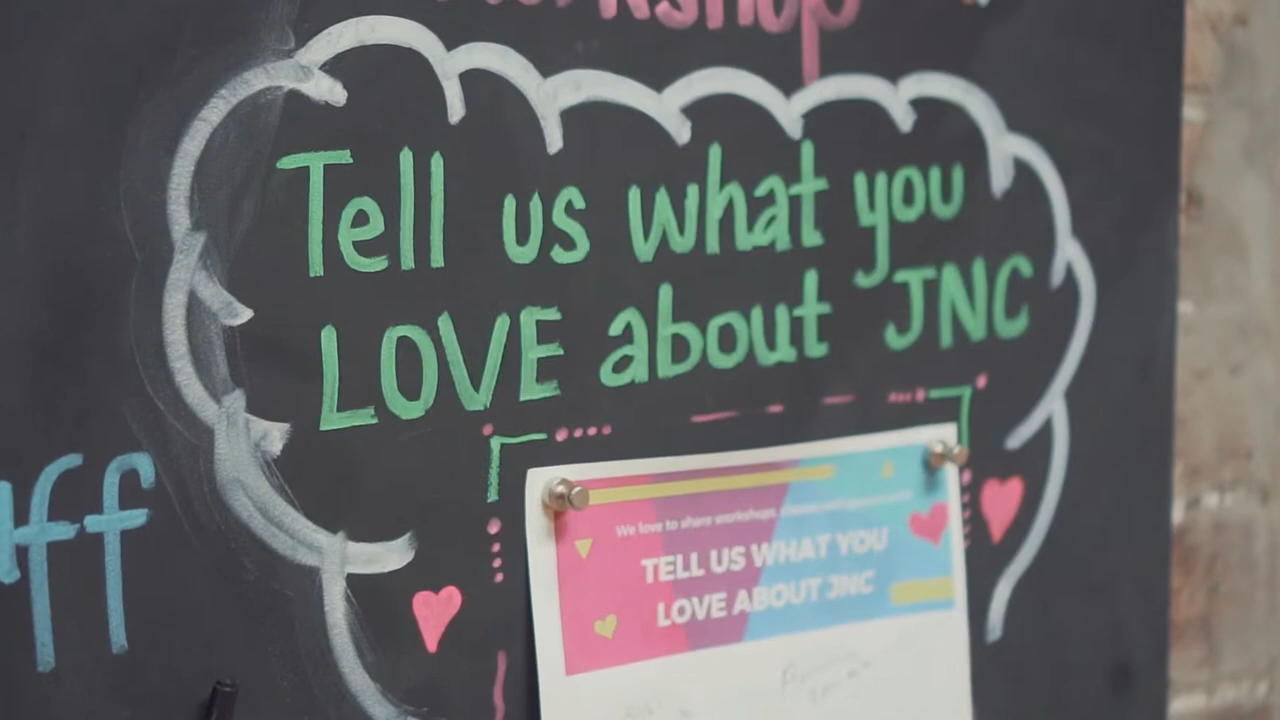 Workshop
Tell us what you
LOVE about JNC
We love to share workshops,
TELL US WHAT YOU
LOVE ABOUT JNC